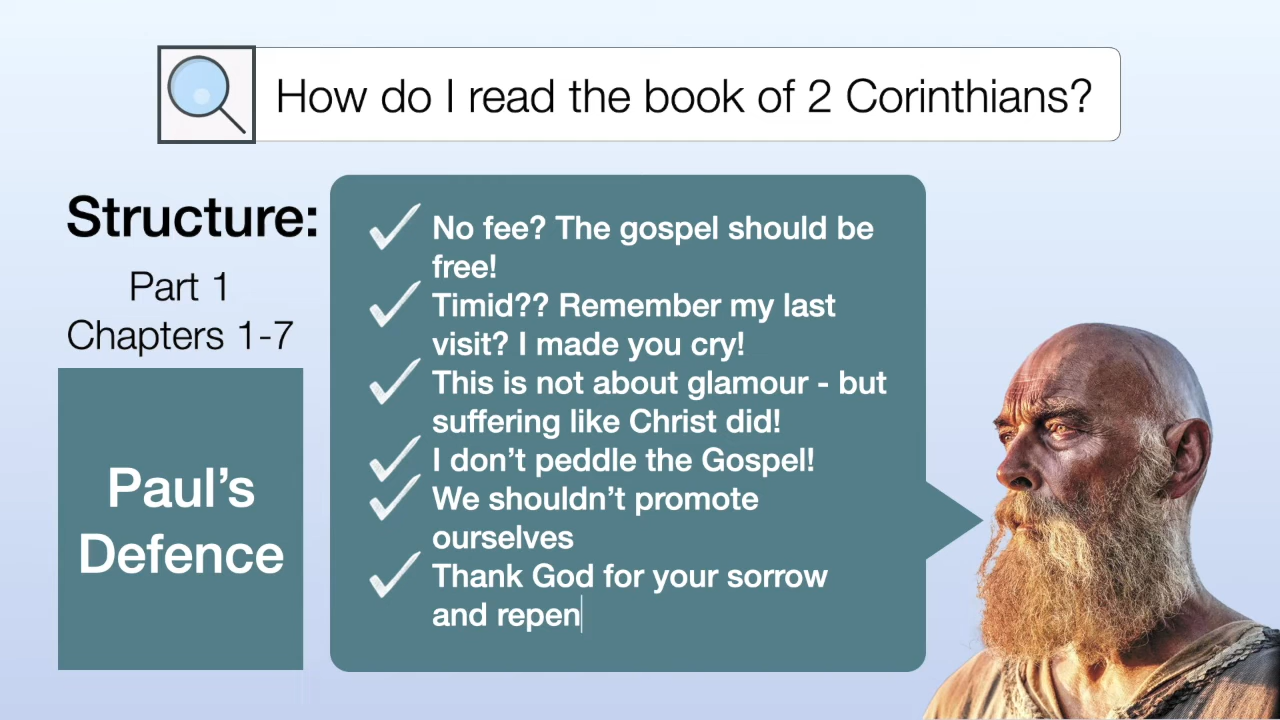 How do I read the book of 2 Corinthians?
Structure:
Part 1
Chapters 1-7
Paul's
Defence
No fee? The gospel should be
free!
Timid?? Remember my last
visit? I made you cry!
This is not about glamour - but
suffering like Christ did!
I don't peddle the Gospel!
We shouldn't promote
ourselves
Thank God for your sorrow
and repen